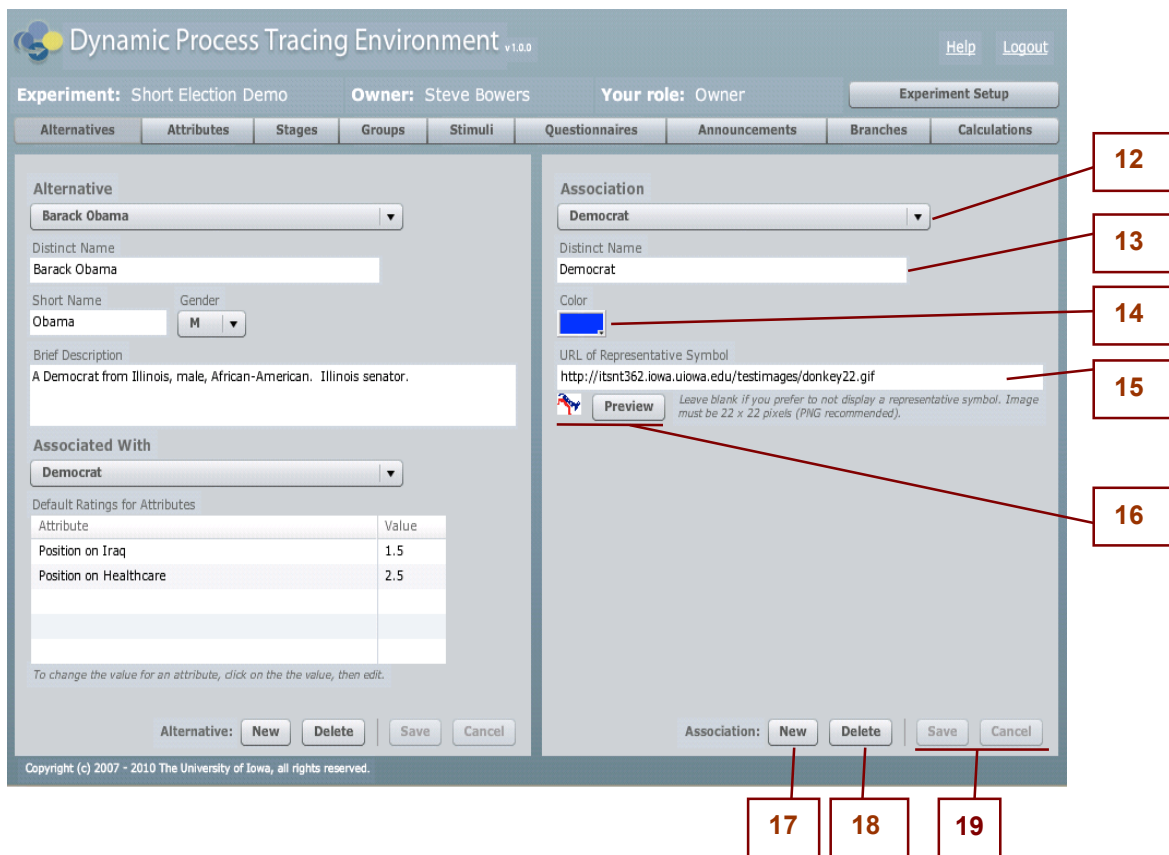 Dynamic Process Tracing Environment v1.0.0
Help Logout
Experiment: Short Election Demo Owner: Steve Bowers Your role: Owner Experiment Setup
Alternatives Attributes Stages Groups Stimuli Questionnaires Announcements Branches Calculations
Alternative
Barack Obama
Distinct Name
Barack Obama
Short Name Gender
Obama M
Brief Description
A Democrat from Illinois, male, African-American. Illinois senator.
Associated With
Democrat
Default Ratings for Attributes
Attribute Value
Position on Iraq 1.5
Position on Healthcare 2.5
To change the value for an attribute, click on the the value, then edit.
Alternative: New Delete Save Cancel
Association
Democrat
Distinct Name
Democrat
Color
URL of Representative Symbol
http://itsnt362.iowa.uiowa.edu/testimages/donkey22.gif
Preview
Leave blank if you prefer to not display a representative symbol. Image
must be 22 x 22 pixels (PNG recommended).
Association: New Delete Save Cancel
Copyright (c) 2007 - 2010 The University of Iowa, all rights reserved.
12
13
14
15
16
17
18
19